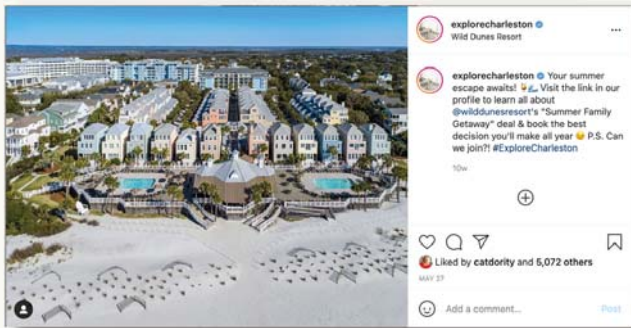 explorecharleston
Wild Dunes Resort
explorecharleston Your summer
escape awaits! Visit the link in our
profile to learn all about
@wilddunesresort's "Summer Family
Getaway" deal & book the best
decision you'll make all year 😉 P.S. Can
we join?! #ExploreCharleston
10w
Liked by catdority and 5,072 others
MAY 27
Add a comment...
Post